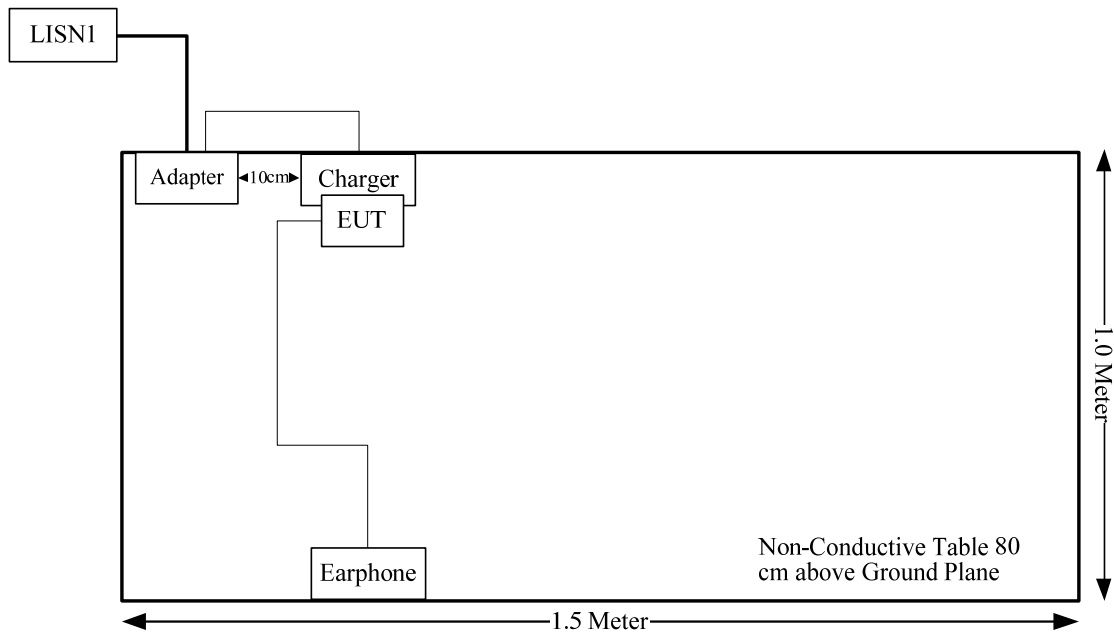 LISN1
Adapter
10cm
Charger
EUT
1.0 Meter
Earphone
Non-Conductive Table 80
cm above Ground Plane
1.5 Meter